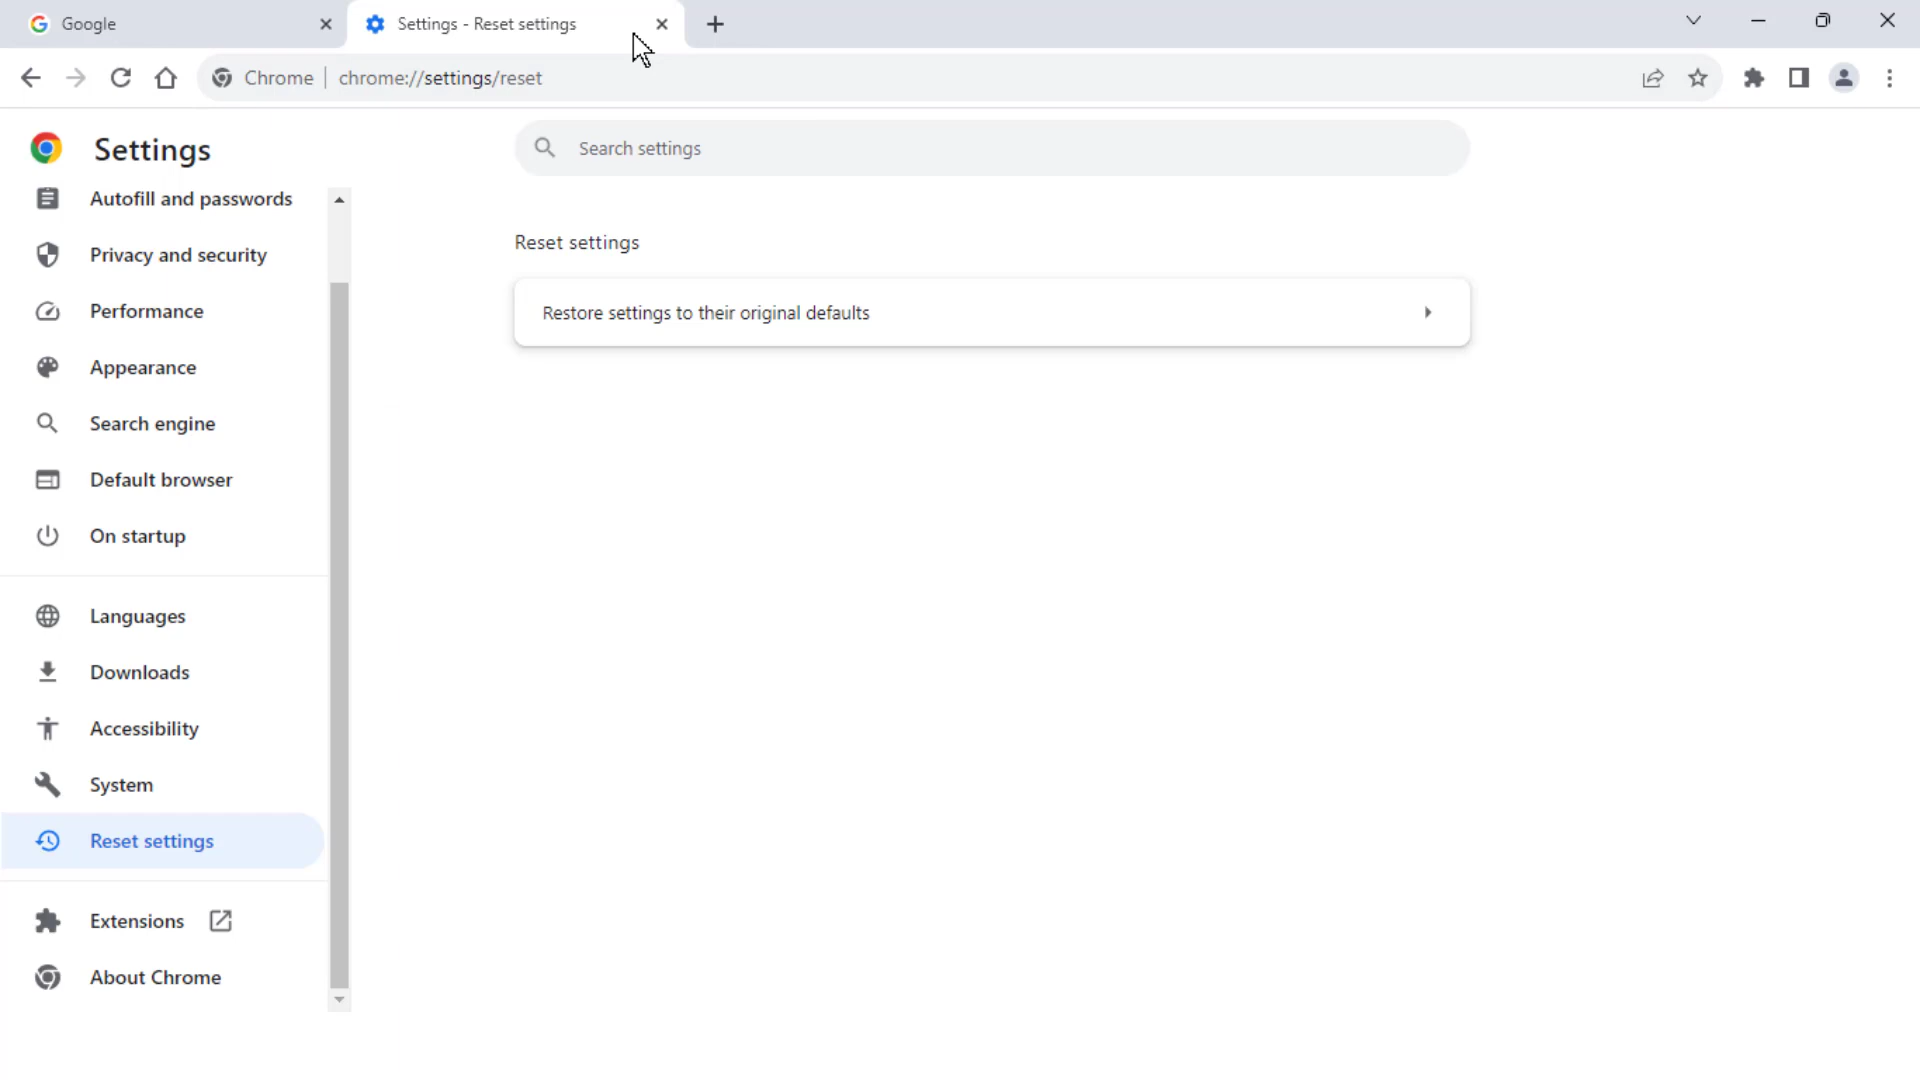 Google
Settings - Reset settings
Chrome
chrome://settings/reset
Settings
Search settings
Autofill and passwords
Privacy and security
Performance
Appearance
Search engine
Default browser
On startup
Languages
Downloads
Accessibility
System
Reset settings
Extensions
About Chrome
Reset settings
Restore settings to their original defaults